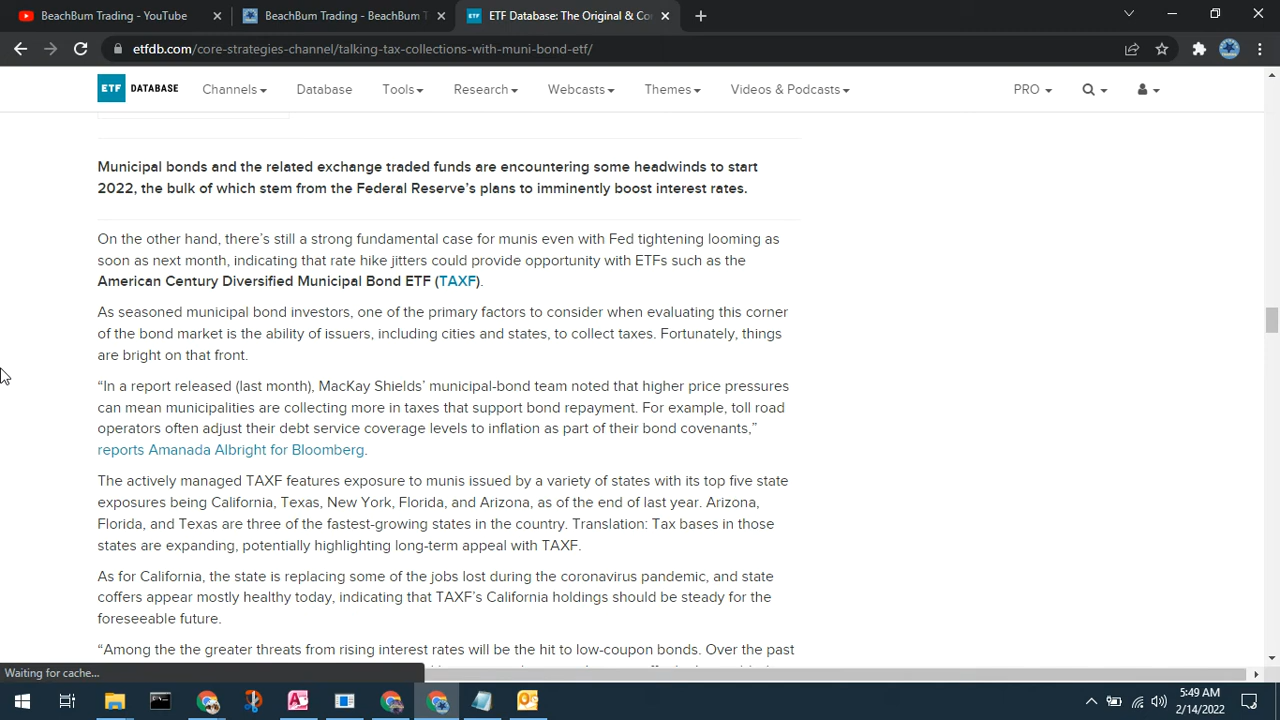 BeachBum Trading - YouTube
BeachBum Trading - BeachBum T
ETF Database: The Original & Co
etfdb.com/core-strategies-channel/talking-tax-collections-with-muni-bond-etf/
ETF DATABASE Channels Database Tools Research Webcasts Themes Videos & Podcasts PRO
Municipal bonds and the related exchange traded funds are encountering some headwinds to start
2022, the bulk of which stem from the Federal Reserve's plans to imminently boost interest rates.
On the other hand, there's still a strong fundamental case for munis even with Fed tightening looming as
soon as next month, indicating that rate hike jitters could provide opportunity with ETFs such as the
American Century Diversified Municipal Bond ETF (TAXF).
As seasoned municipal bond investors, one of the primary factors to consider when evaluating this corner
of the bond market is the ability of issuers, including cities and states, to collect taxes. Fortunately, things
are bright on that front.
“In a report released (last month), MacKay Shields’ municipal-bond team noted that higher price pressures
can mean municipalities are collecting more in taxes that support bond repayment. For example, toll road
operators often adjust their debt service coverage levels to inflation as part of their bond covenants,”
reports Amanada Albright for Bloomberg.
The actively managed TAXF features exposure to munis issued by a variety of states with its top five state
exposures being California, Texas, New York, Florida, and Arizona, as of the end of last year. Arizona,
Florida, and Texas are three of the fastest-growing states in the country. Translation: Tax bases in those
states are expanding, potentially highlighting long-term appeal with TAXF.
As for California, the state is replacing some of the jobs lost during the coronavirus pandemic, and state
coffers appear mostly healthy today, indicating that TAXF's California holdings should be steady for the
foreseeable future.
“Among the the greater threats from rising interest rates will be the hit to low-coupon bonds. Over the past
Waiting for cache...
5:49 AM
2/14/2022